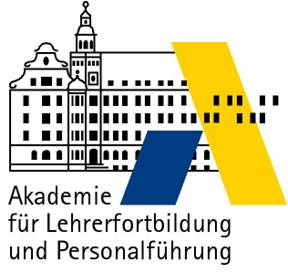 Akademie
für Lehrerfortbildung
und Personalführung